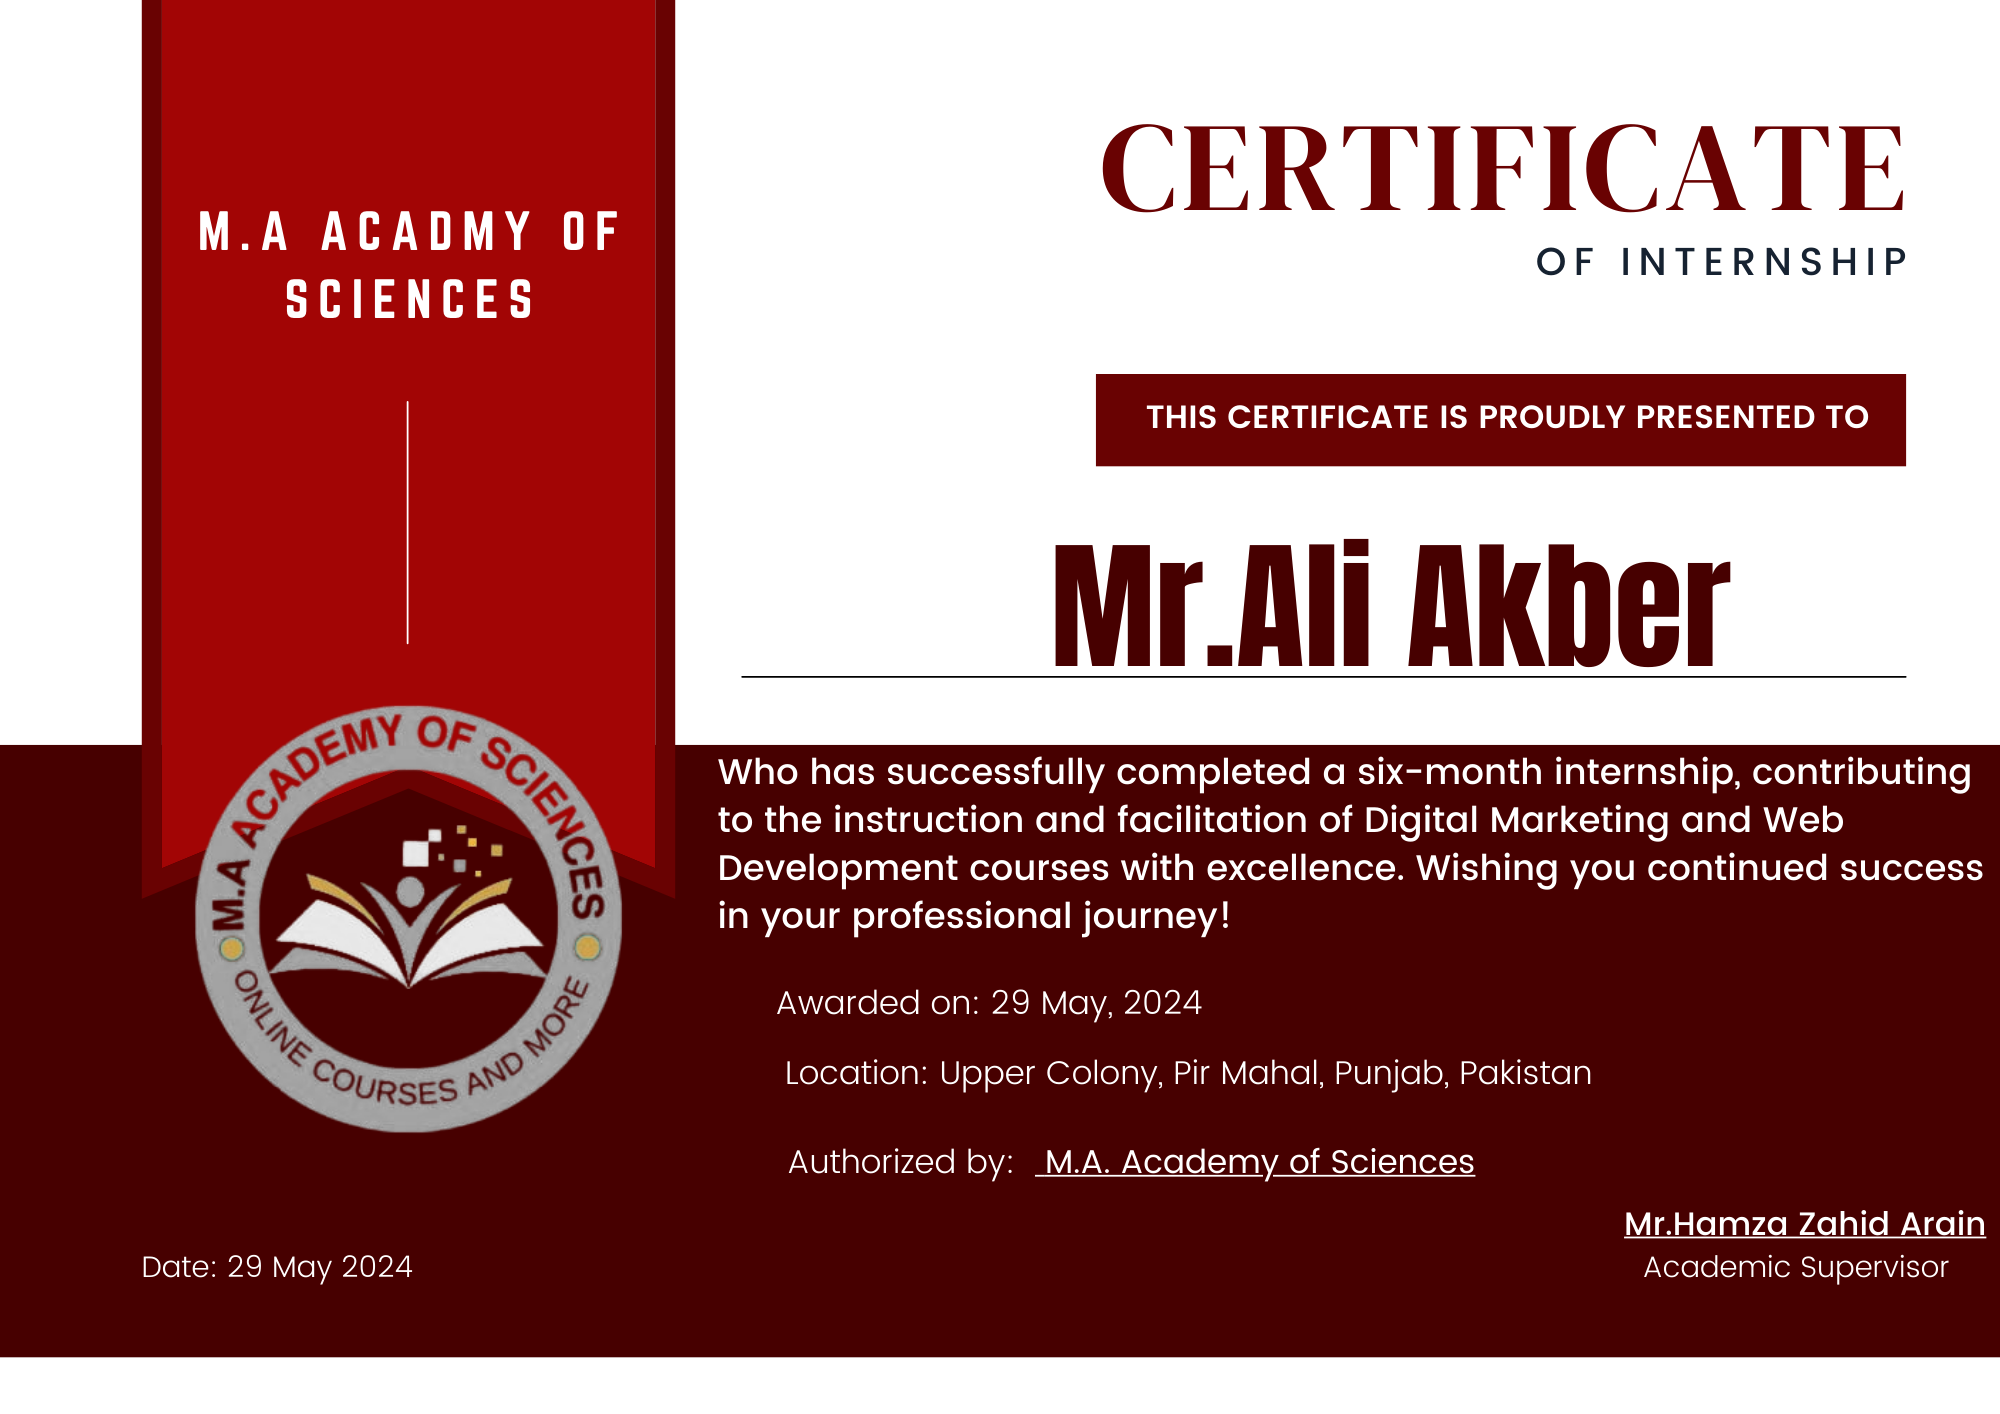 M.A ACADMY OF
SCIENCES
CERTIFICATE
OF INTERNSHIP
THIS CERTIFICATE IS PROUDLY PRESENTED TO
Mr.Ali Akber
M.A ACADEMY OF SCIENCES
ONLINE COURSES AND MORE
Who has successfully completed a six-month internship, contributing
to the instruction and facilitation of Digital Marketing and Web
Development courses with excellence. Wishing you continued success
in your professional journey!
Awarded on: 29 May, 2024
Location: Upper Colony, Pir Mahal, Punjab, Pakistan
Authorized by: M.A. Academy of Sciences
Mr.Hamza Zahid Arain
Academic Supervisor
Date: 29 May 2024